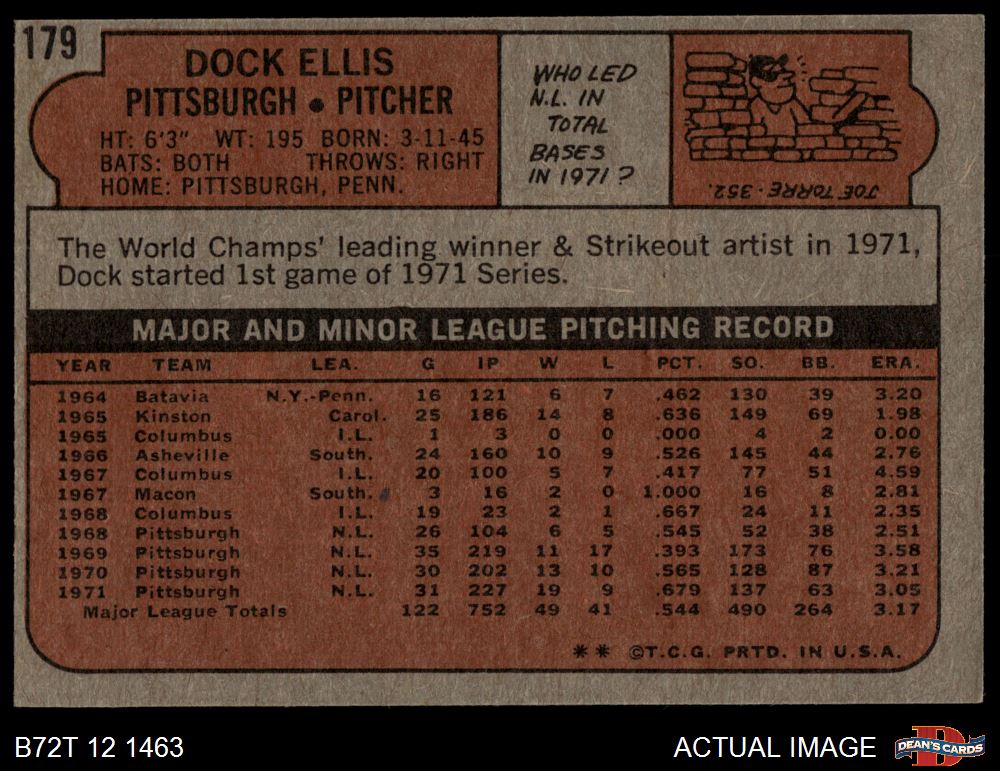 179
DOCK ELLIS
PITTSBURGH • PITCHER
HT: 6'3" WT: 195 BORN: 3-11-45
BATS: BOTH THROWS: RIGHT
HOME: PITTSBURGH, PENN.
WHO LED
N.L. IN
TOTAL
BASES
IN 1971?
JOE TORRE-352.
The World Champs' leading winner & Strikeout artist in 1971,
Dock started 1st game of 1971 Series.
MAJOR AND MINOR LEAGUE PITCHING RECORD
YEAR TEAM LEA. G IP W L PCT. SO. BB. ERA.
1964 Batavia N.Y.-Penn. 16 121 6 7 .462 130 39 3.20
1965 Kinston Carol. 25 186 14 8 .636 149 69 1.98
1965 Columbus I.L. 1 3 0 0 .000 4 2 0.00
1966 Asheville South. 24 160 10 9 .526 145 44 2.76
1967 Columbus I.L. 20 100 5 7 .417 77 51 4.59
1967 Macon South. 3 16 2 0 1.000 16 8 2.81
1968 Columbus I.L. 19 23 2 1 .667 24 11 2.35
1968 Pittsburgh N.L. 26 104 6 5 .545 52 38 2.51
1969 Pittsburgh N.L. 35 219 11 17 .393 173 76 3.58
1970 Pittsburgh N.L. 30 202 13 10 .565 128 87 3.21
1971 Pittsburgh N.L. 31 227 19 9 .679 137 63 3.05
Major League Totals 122 752 49 41 .544 490 264 3.17
** ©T.C.G. PRTD. IN U.S.A.
B72T 12 1463
ACTUAL IMAGE
DEAN'S CARDS